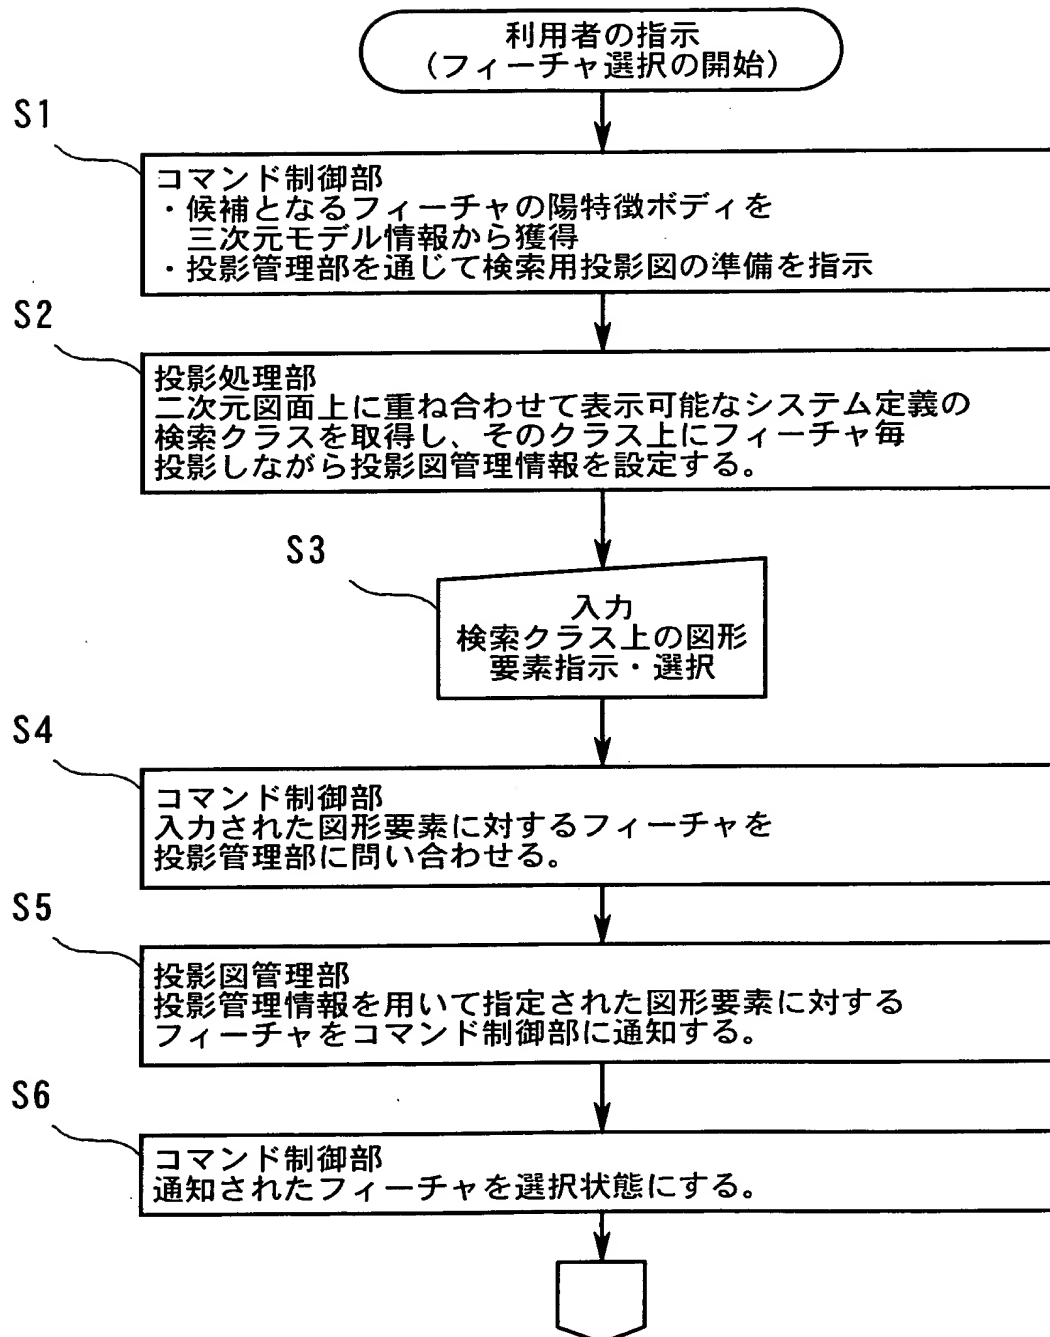 利用者の指示
(フィーチャ選択の開始)
S1
コマンド制御部
・候補となるフィーチャの陽特徴ボディを
三次元モデル情報から獲得
・投影管理部を通じて検索用投影図の準備を指示
S2
投影処理部
二次元図面上に重ね合わせて表示可能なシステム定義の
検索クラスを取得し、そのクラス上にフィーチャ毎
投影しながら投影図管理情報を設定する。
S3
入力
検索クラス上の図形
要素指示・選択
S4
コマンド制御部
入力された図形要素に対するフィーチャを
投影管理部に問い合わせる。
S5
投影図管理部
投影管理情報を用いて指定された図形要素に対する
フィーチャをコマンド制御部に通知する。
S6
コマンド制御部
通知されたフィーチャを選択状態にする。